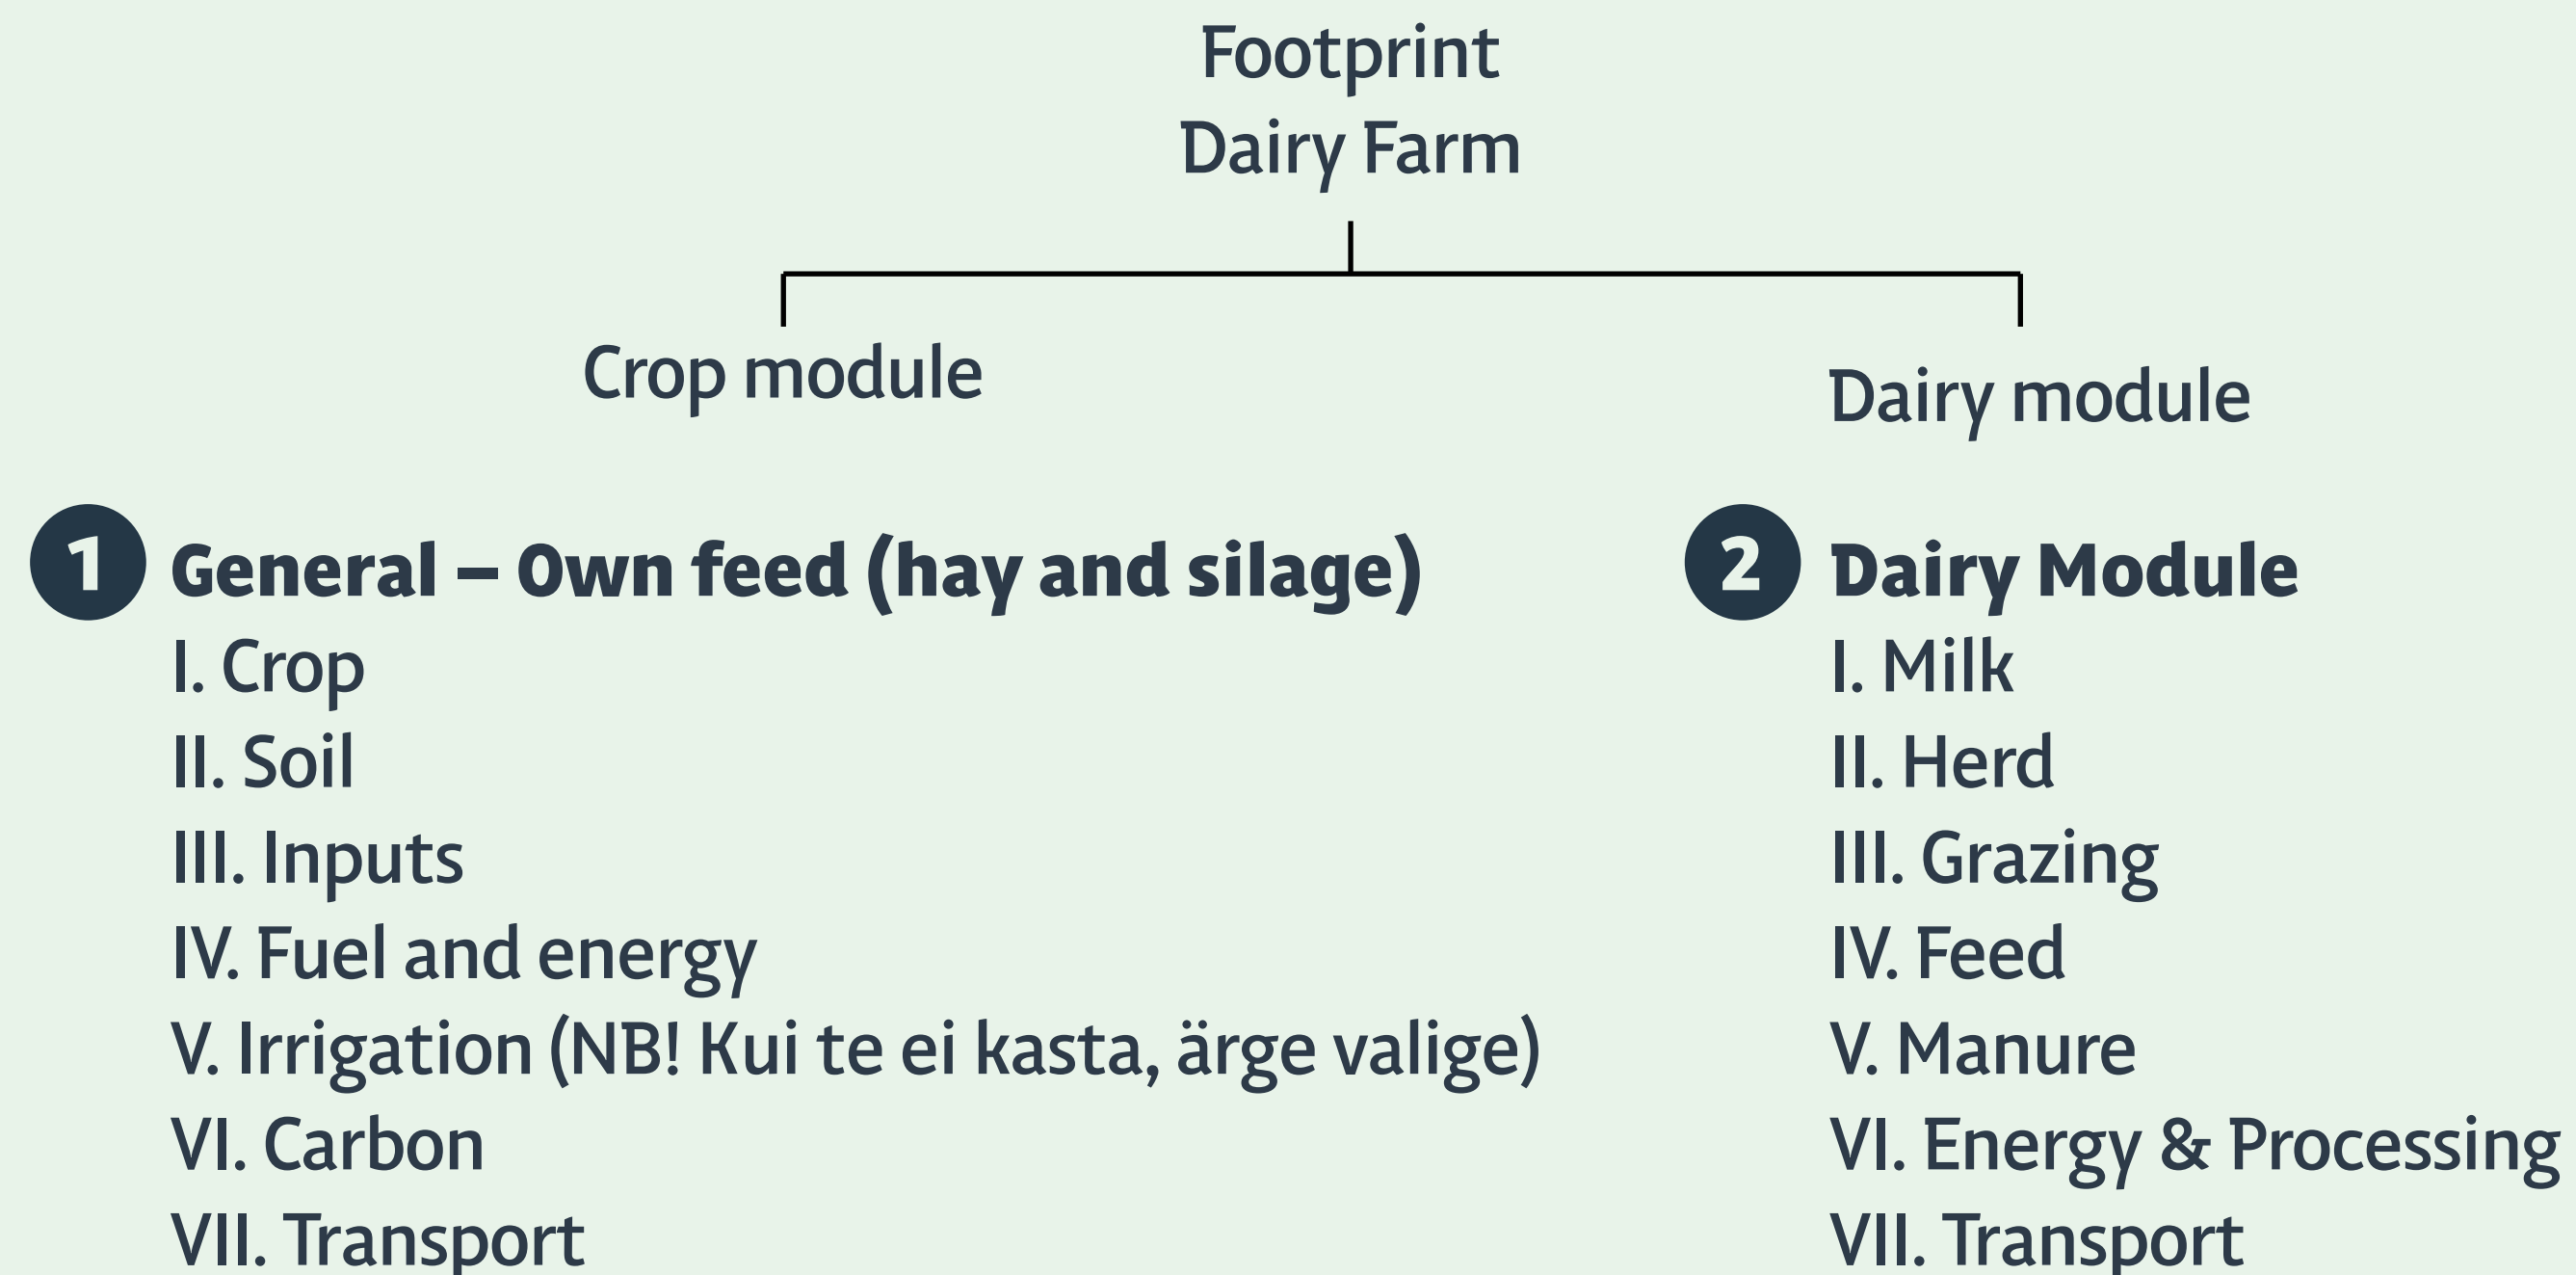 Footprint
Dairy Farm
Crop module
Dairy module
1 General – Own feed (hay and silage)
I. Crop
II. Soil
III. Inputs
IV. Fuel and energy
V. Irrigation (NB! Kui te ei kasta, ärge valige)
VI. Carbon
VII. Transport
2 Dairy Module
I. Milk
II. Herd
III. Grazing
IV. Feed
V. Manure
VI. Energy & Processing
VII. Transport